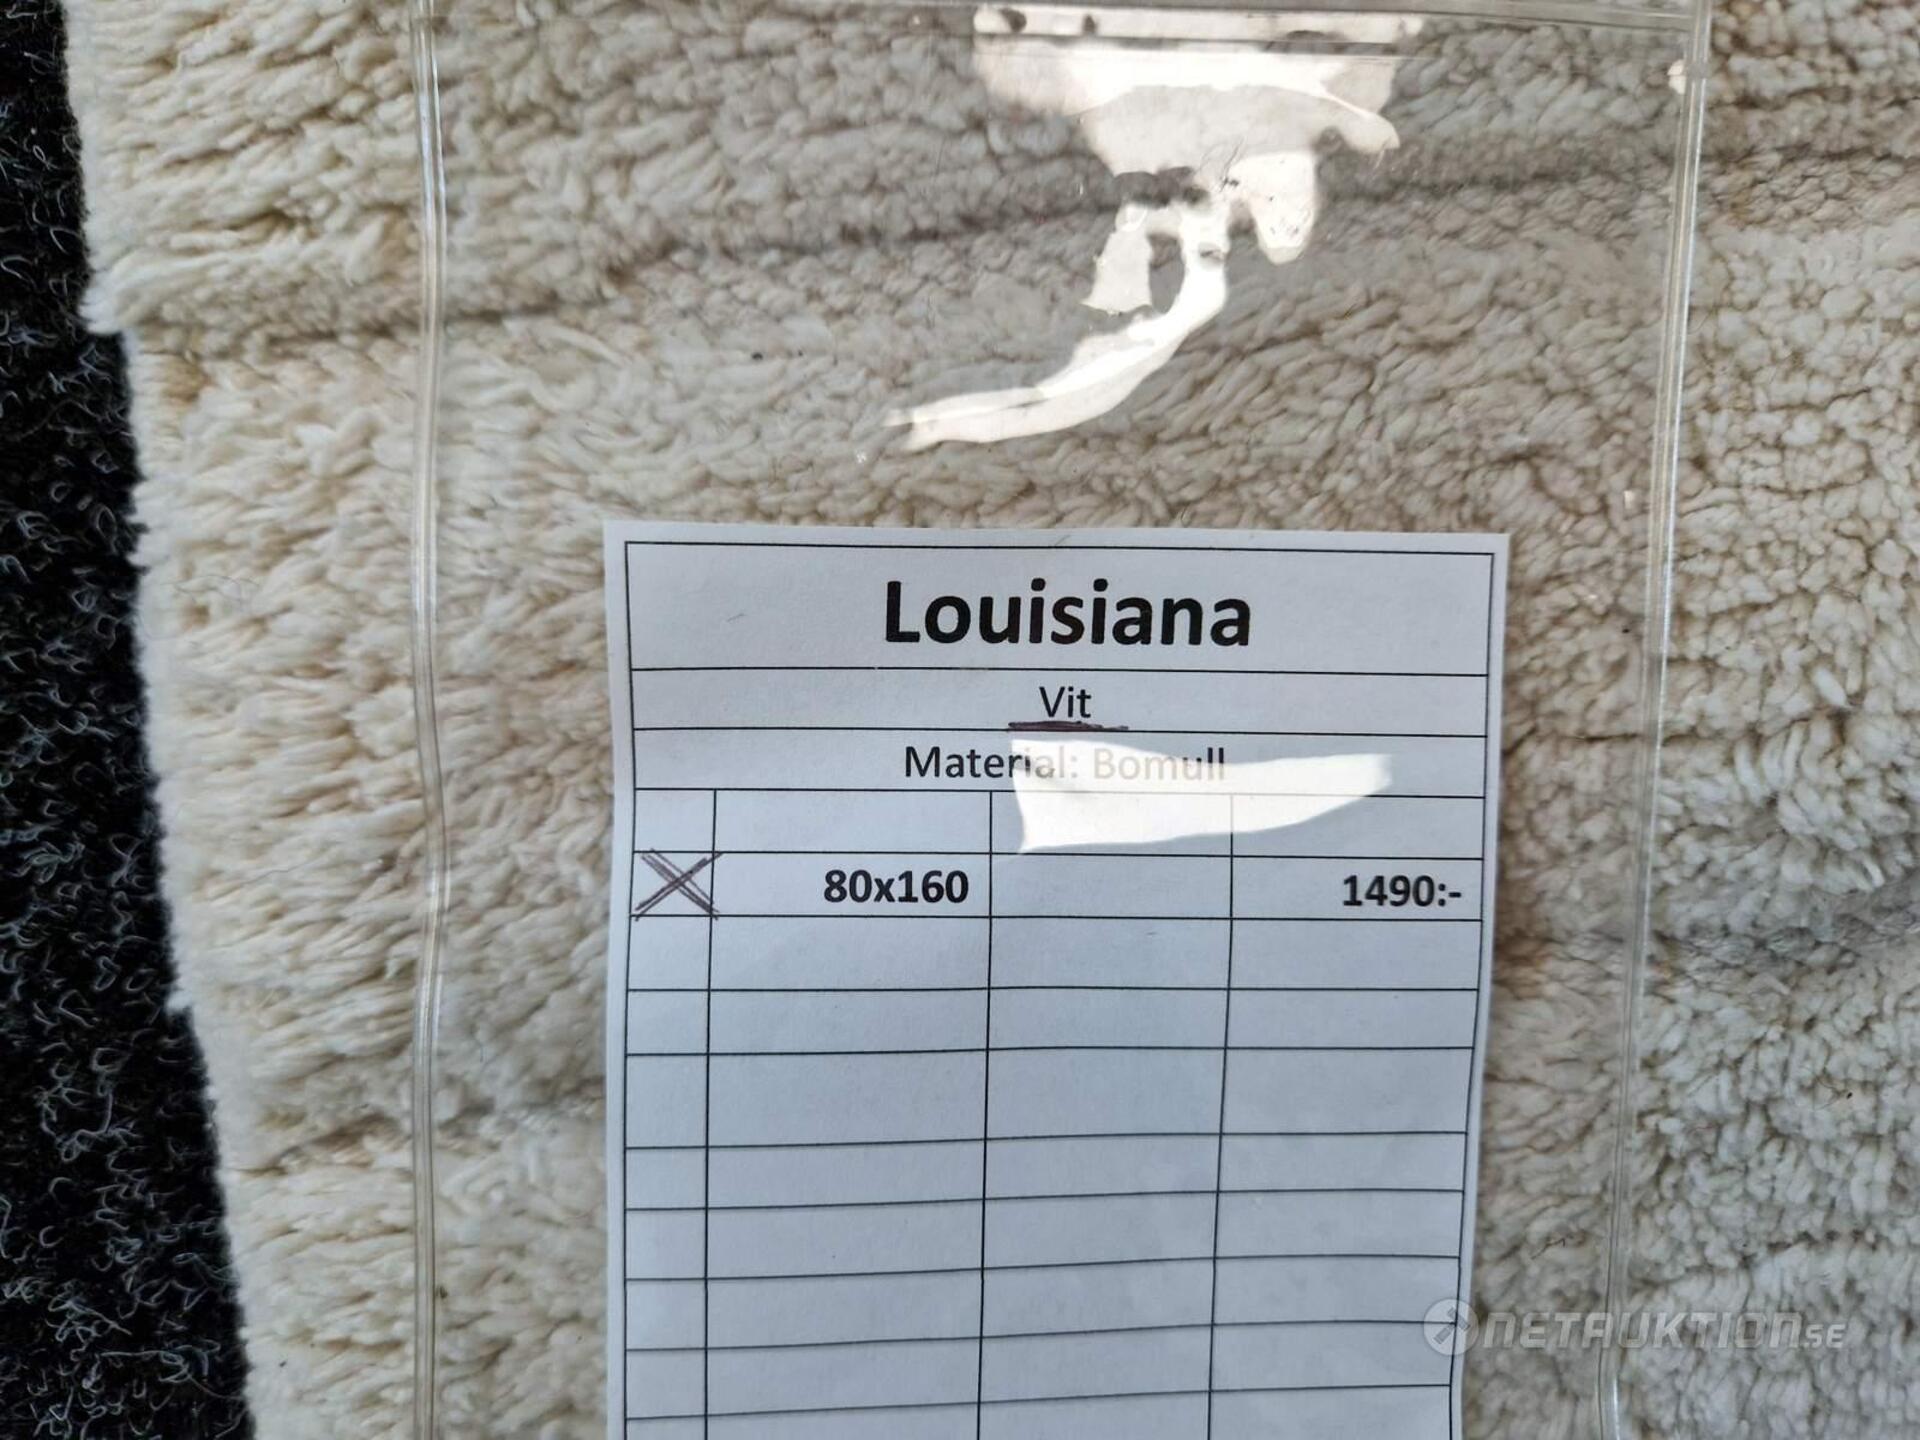 Louisiana
Vit
Material: Bomull
80x160 1490:-
NETAUKTION.SE